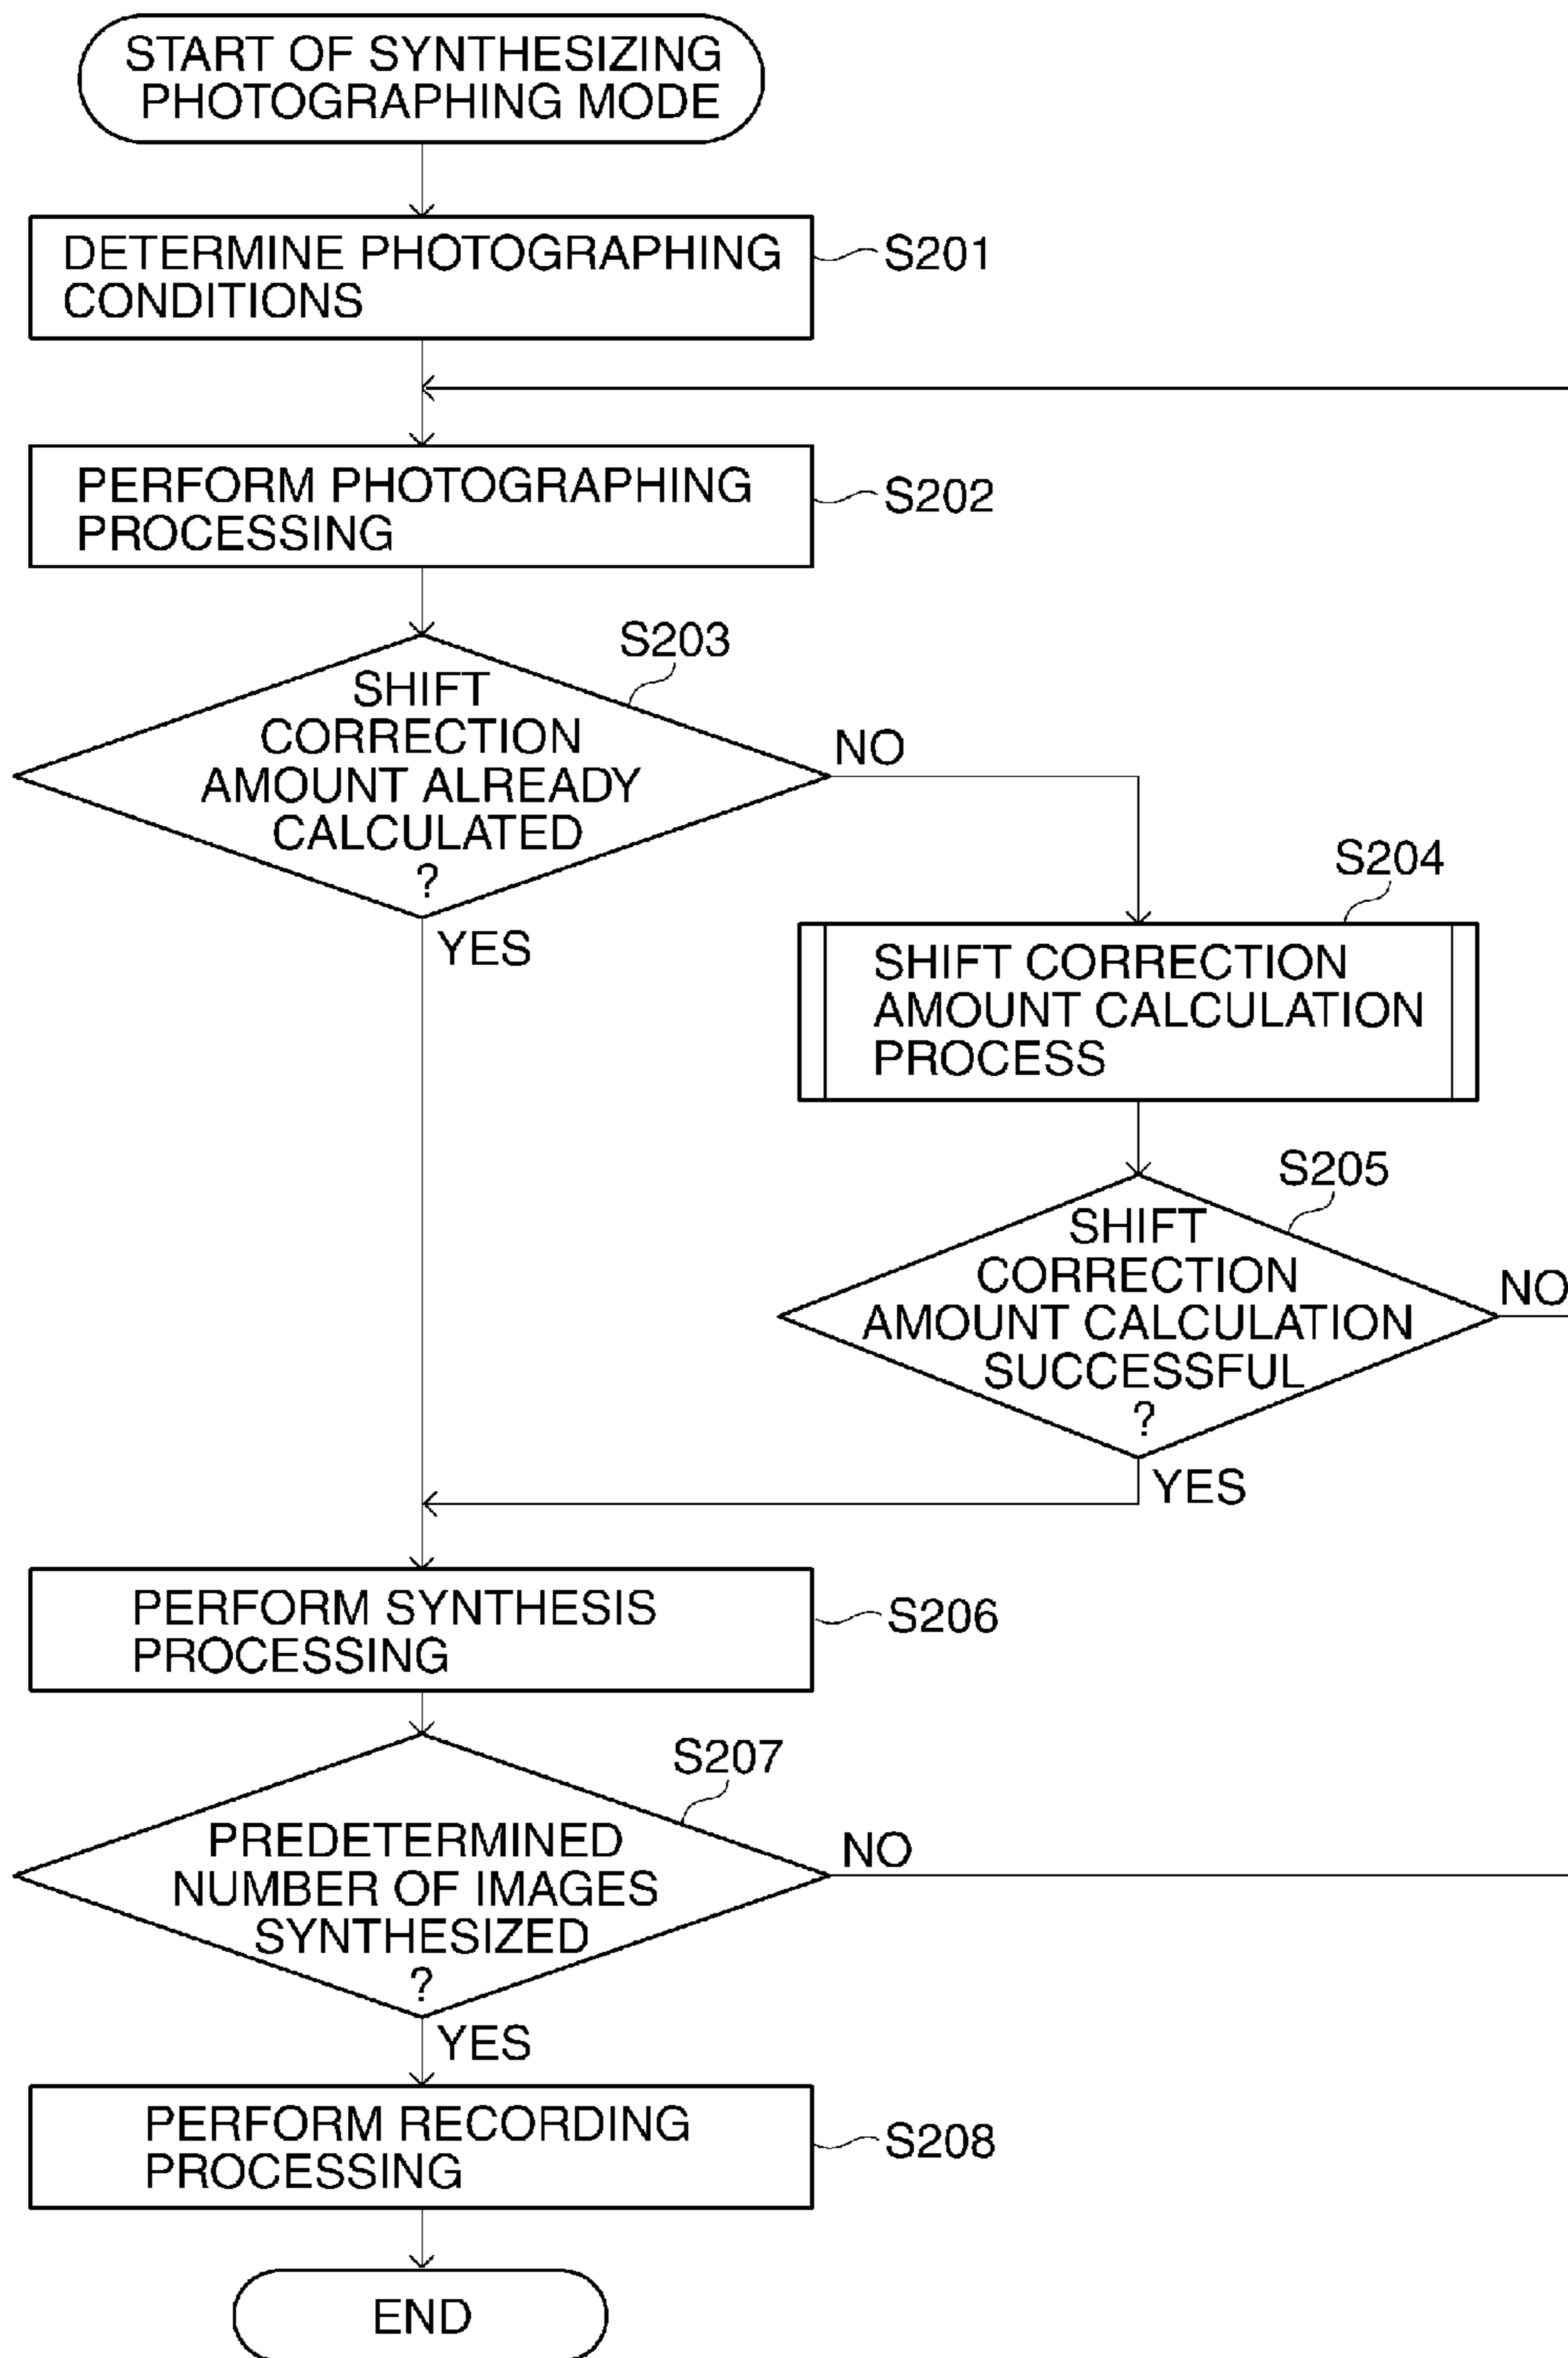 START OF SYNTHESIZING
PHOTOGRAPHING MODE
DETERMINE PHOTOGRAPHING
CONDITIONS
S201
PERFORM PHOTOGRAPHING
PROCESSING
S202
S203
SHIFT
CORRECTION
AMOUNT ALREADY
CALCULATED
?
NO
YES
S204
SHIFT CORRECTION
AMOUNT CALCULATION
PROCESS
S205
SHIFT
CORRECTION
AMOUNT CALCULATION
SUCCESSFUL
?
NO
YES
PERFORM SYNTHESIS
PROCESSING
S206
S207
PREDETERMINED
NUMBER OF IMAGES
SYNTHESIZED
?
NO
YES
PERFORM RECORDING
PROCESSING
S208
END